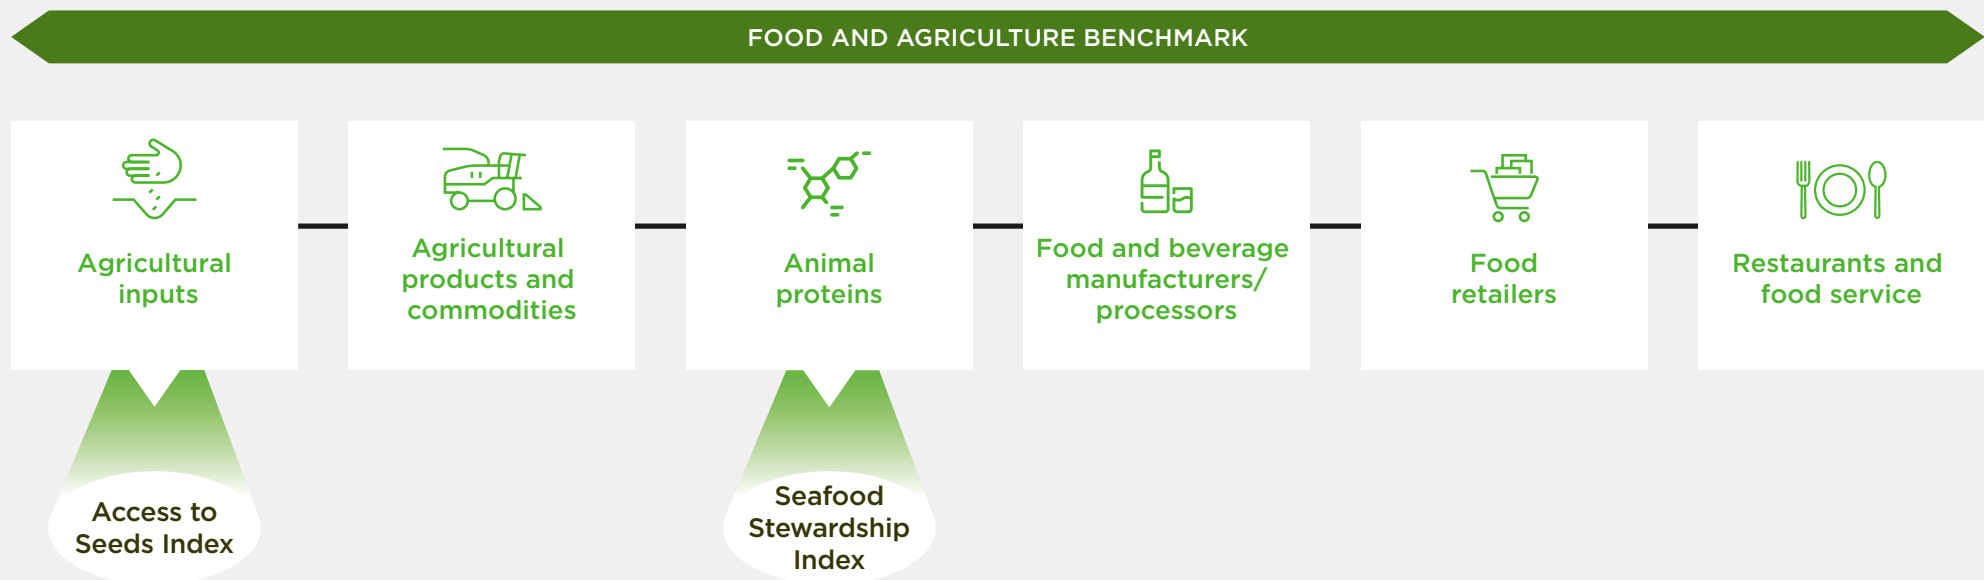 FOOD AND AGRICULTURE BENCHMARK
Agricultural
inputs
Agricultural
products and
commodities
Animal
proteins
Food and beverage
manufacturers/
processors
Food
retailers
Restaurants and
food service
Access to
Seeds Index
Seafood
Stewardship
Index